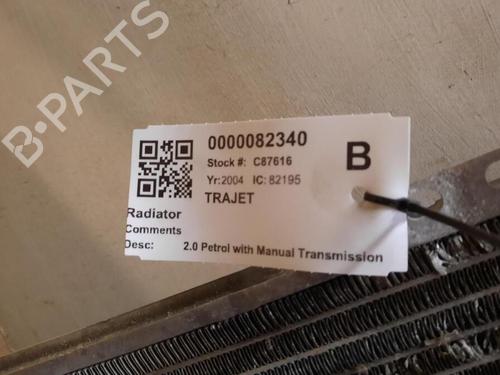 B-PARTS
0000082340
Stock #: C87616
B
Yr:2004 IC: 82195
TRAJET
Radiator
Comments
Desc: 2.0 Petrol with Manual Transmission